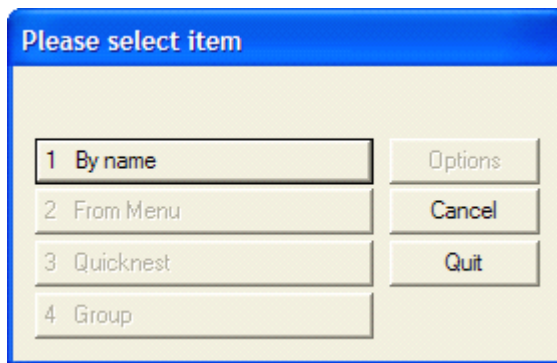 Please select item
1 By name
Options
2 From Menu
Cancel
3 Quicknest
Quit
4 Group